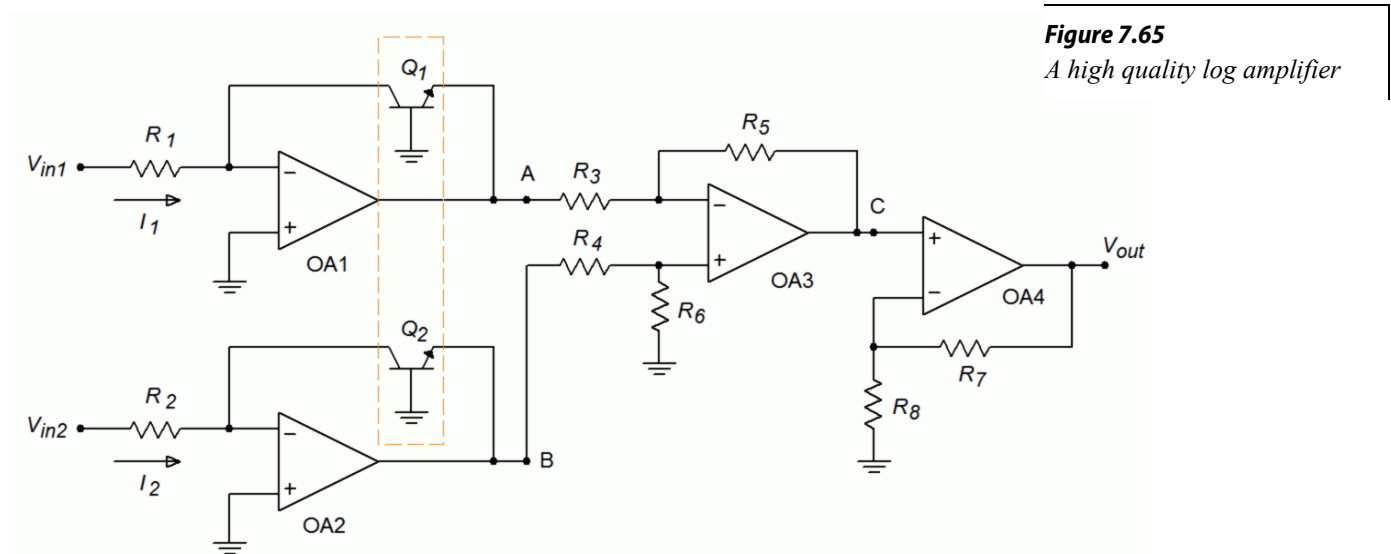 Figure 7.65
A high quality log amplifier
Q1
R1
Vin1
I1
−
+
OA1
A
R3
R5
R4
−
+
OA3
R6
C
+
−
OA4
Vout
R7
R8
Q2
R2
Vin2
I2
−
+
OA2
B